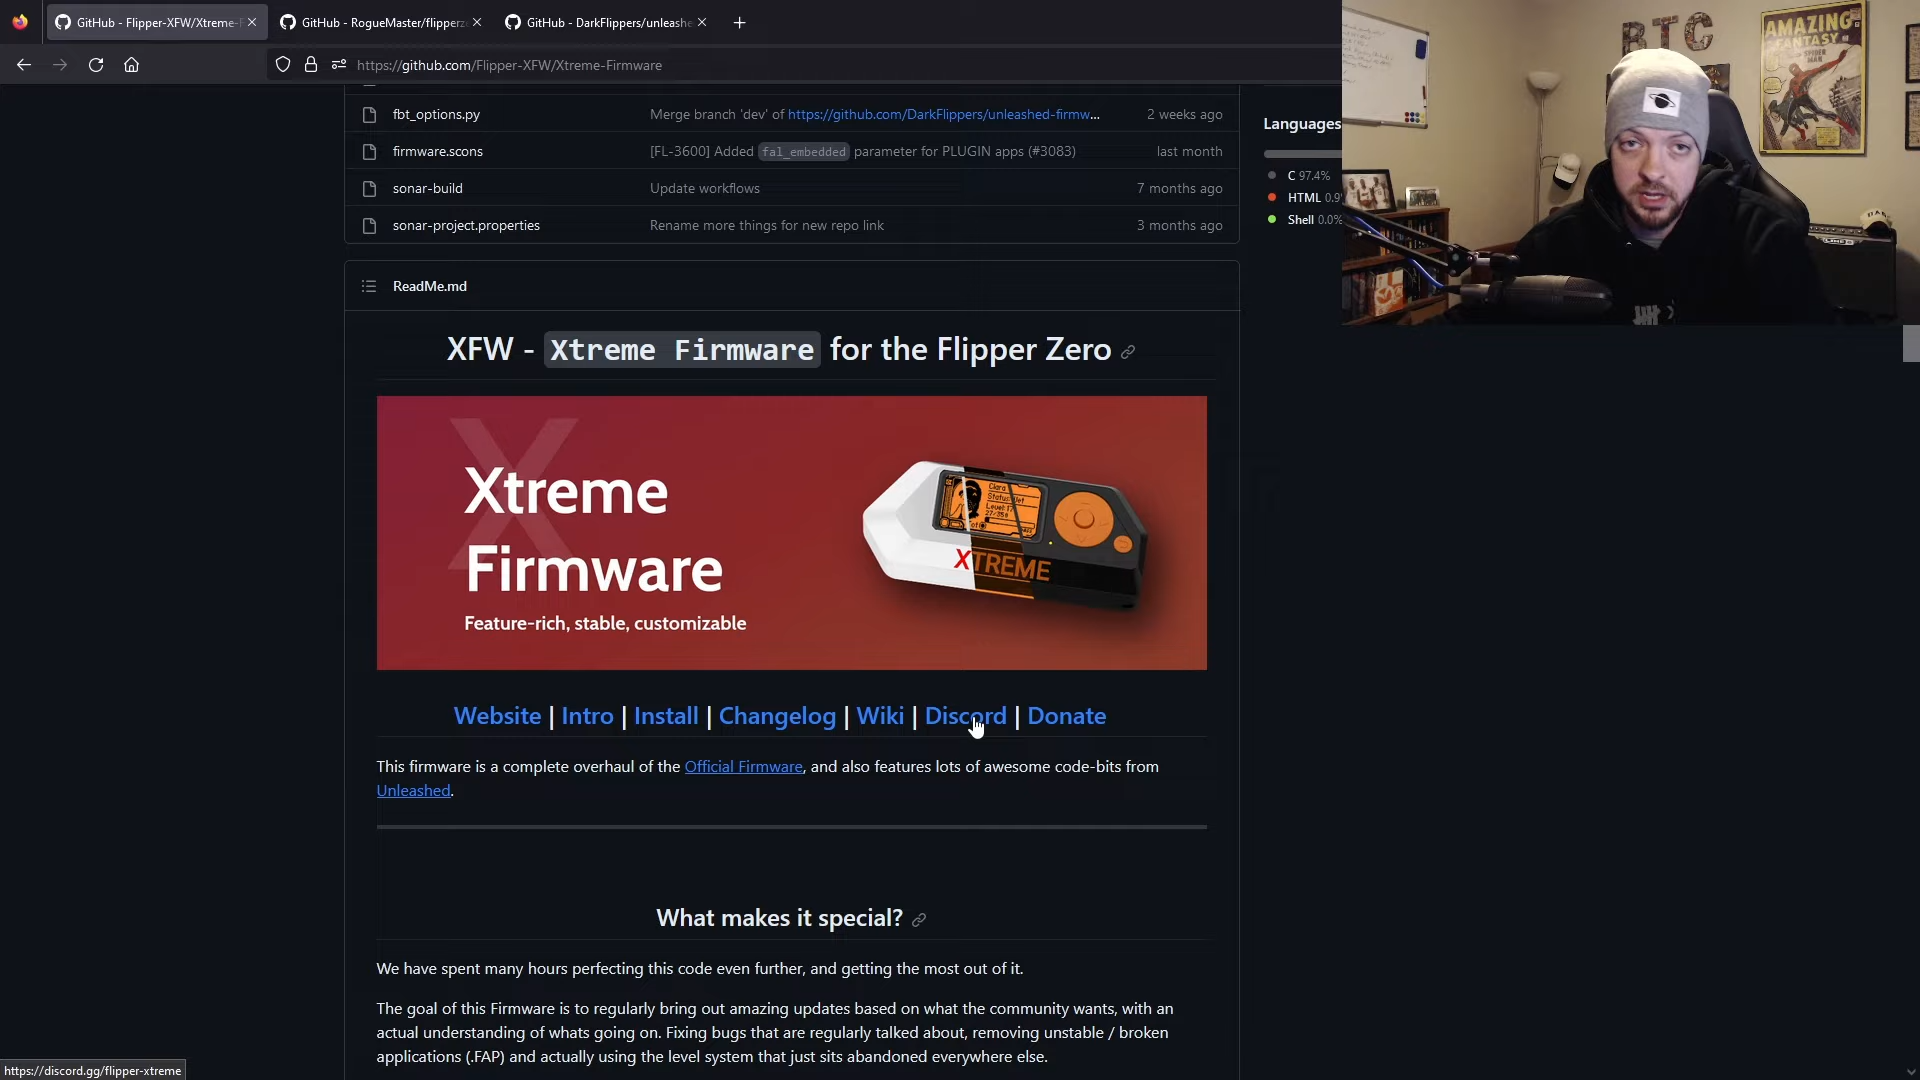 GitHub - Flipper-XFW/Xtreme-F
GitHub - RogueMaster/flipperz
GitHub - DarkFlippers/unleashe
https://github.com/Flipper-XFW/Xtreme-Firmware
fbt_options.py Merge branch 'dev' of https://github.com/DarkFlippers/unleashed-firmw... 2 weeks ago
firmware.scons [FL-3600] Added fal_embedded parameter for PLUGIN apps (#3083) last month
sonar-build Update workflows 7 months ago
sonar-project.properties Rename more things for new repo link 3 months ago
Languages
C 97.4%
HTML 0.9
Shell 0.0%
BTC
AMAZING
FANTASY
LINE 6
ReadMe.md
XFW - Xtreme Firmware for the Flipper Zero
X
Xtreme
Firmware
Feature-rich, stable, customizable
XTREME
Website | Intro | Install | Changelog | Wiki | Discord | Donate
This firmware is a complete overhaul of the Official Firmware, and also features lots of awesome code-bits from
Unleashed.
What makes it special?
We have spent many hours perfecting this code even further, and getting the most out of it.
The goal of this Firmware is to regularly bring out amazing updates based on what the community wants, with an
actual understanding of whats going on. Fixing bugs that are regularly talked about, removing unstable / broken
applications (.FAP) and actually using the level system that just sits abandoned everywhere else.
https://discord.gg/flipper-xtreme